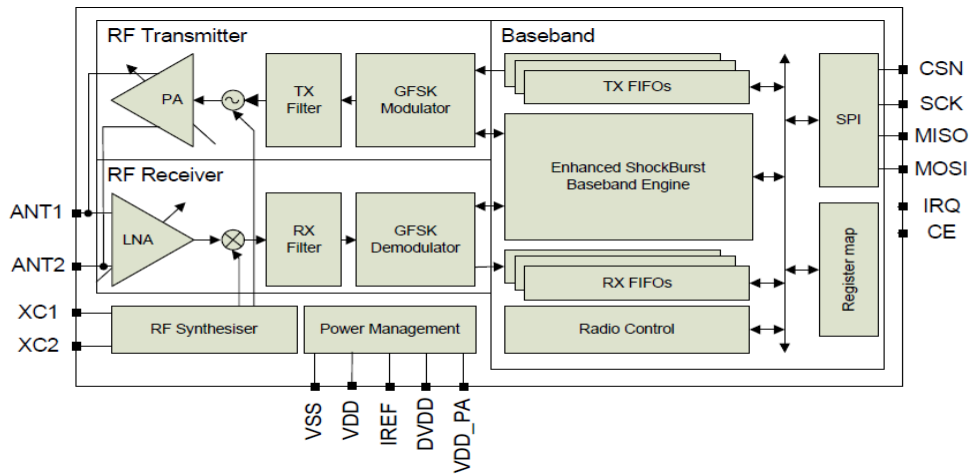 RF Transmitter
Baseband
PA
TX
Filter
GFSK
Modulator
TX FIFOs
SPI
CSN
SCK
MISO
MOSI
Enhanced ShockBurst
Baseband Engine
RF Receiver
ANT1
ANT2
LNA
RX
Filter
GFSK
Demodulator
RX FIFOs
Register map
IRQ
CE
XC1
XC2
RF Synthesiser
Power Management
Radio Control
VSS
VDD
IREF
DVDD
VDD_PA